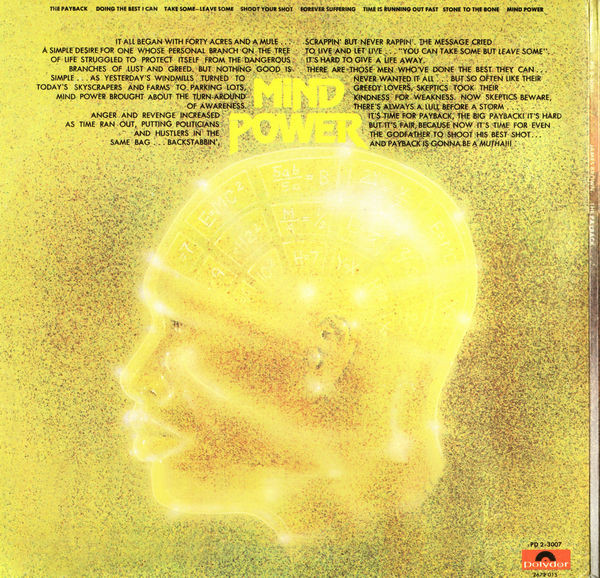 THE PAYBACK DOING THE BEST I CAN TAKE SOME—LEAVE SOME SHOOT YOUR SHOT FOREVER SUFFERING TIME IS RUNNING OUT FAST STONE TO THE BONE MIND POWER
IT ALL BEGAN WITH FORTY ACRES AND A MULE . . .
A SIMPLE DESIRE FOR ONE WHOSE PERSONAL BRANCH ON THE TREE
OF LIFE STRUGGLED TO PROTECT ITSELF FROM THE DANGEROUS
BRANCHES OF LUST AND GREED, BUT NOTHING GOOD IS
SIMPLE . . . AS YESTERDAY'S WINDMILLS TURNED TO
TODAY'S SKYSCRAPERS AND FARMS TO PARKING LOTS,
MIND POWER BROUGHT ABOUT THE TURN-AROUND
OF AWARENESS.
ANGER AND REVENGE INCREASED
AS TIME RAN OUT, PUTTING POLITICIANS
AND HUSTLERS IN THE
SAME BAG . . . BACKSTABBIN',
MIND
POWER
SCRAPPIN' BUT NEVER RAPPIN'. THE MESSAGE CRIED
TO LIVE AND LET LIVE . . . "YOU CAN TAKE SOME BUT LEAVE SOME".
IT'S HARD TO GIVE A LIFE AWAY.
THERE ARE THOSE MEN WHO'VE DONE THE BEST THEY CAN,
NEVER WANTED IT ALL . . . BUT SO OFTEN LIKE THEIR
GREEDY LOVERS, SKEPTICS TOOK THEIR
KINDNESS FOR WEAKNESS. NOW SKEPTICS BEWARE,
THERE'S ALWAYS A LULL BEFORE A STORM . . .
IT'S TIME FOR PAYBACK, THE BIG PAYBACK! IT'S HARD
BUT IT'S FAIR, BECAUSE NOW IT'S TIME FOR EVEN
THE GODFATHER TO SHOOT HIS BEST SHOT . . .
AND PAYBACK IS GONNA BE A MUTHA!!!
E=MC²
JAMES BROWN THE PAYBACK
PD 2-3007
Polydor
2679 015